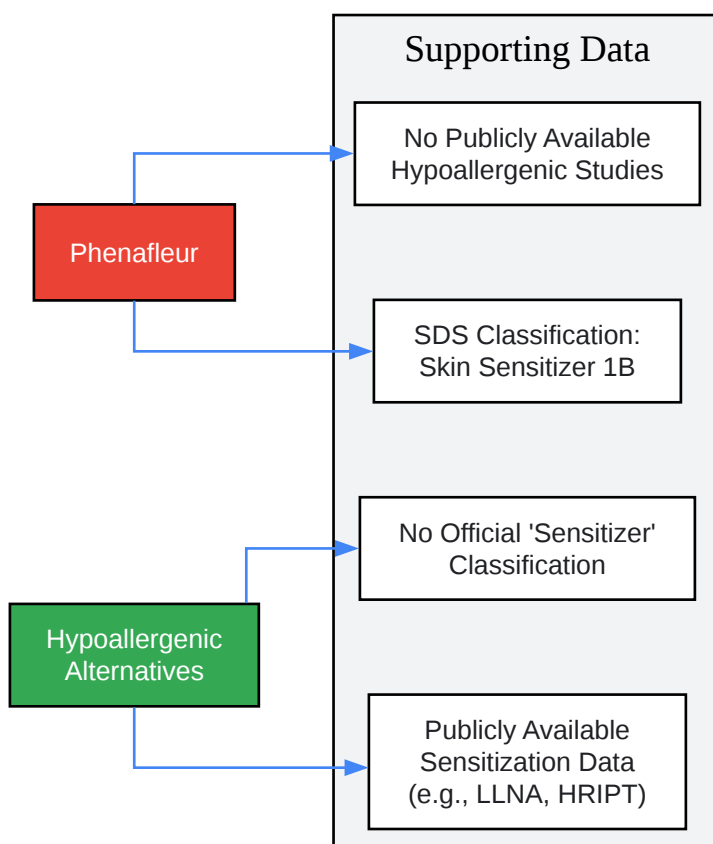 Supporting Data
No Publicly Available
Hypoallergenic Studies
Phenafleur
SDS Classification:
Skin Sensitizer 1B
No Official 'Sensitizer'
Classification
Hypoallergenic
Alternatives
Publicly Available
Sensitization Data
(e.g., LLNA, HRIPT)